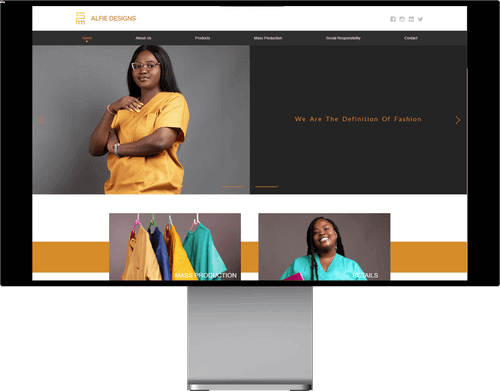 ALFIE DESIGNS
Home About Us Products Mass Production Social Responsibility Contact
We Are The Definition Of Fashion
MASS PRODUCTION
RETAILS